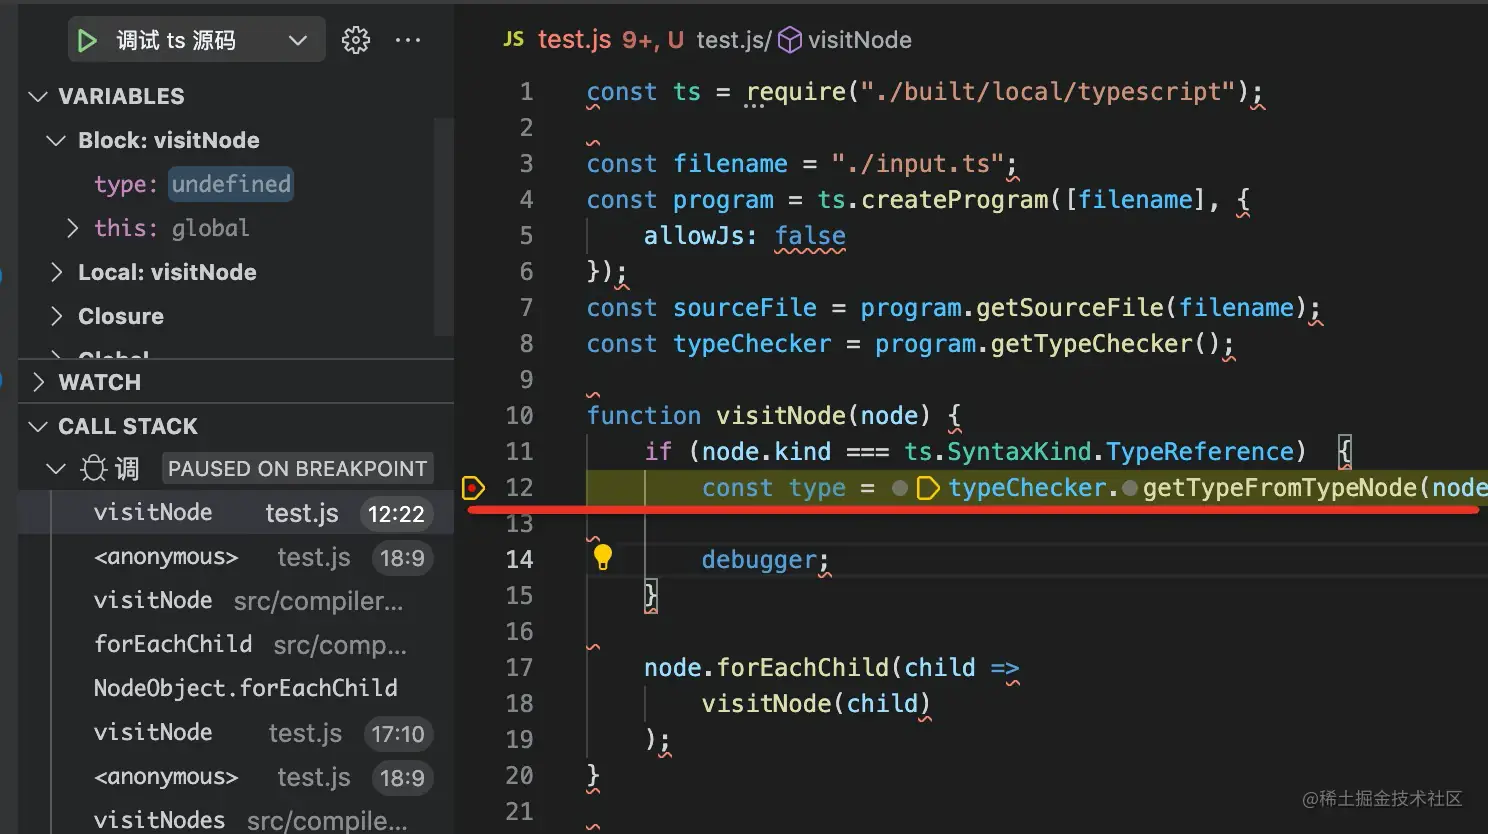 调试 ts 源码
VARIABLES
Block: visitNode
type: undefined
this: global
Local: visitNode
Closure
Global
WATCH
CALL STACK
调 PAUSED ON BREAKPOINT
visitNode test.js 12:22
<anonymous> test.js 18:9
visitNode src/compiler...
forEachChild src/comp...
NodeObject.forEachChild
visitNode test.js 17:10
<anonymous> test.js 18:9
visitNodes src/compile...
JS test.js 9+, U test.js/ visitNode
1 const ts = require("./built/local/typescript");
2
3 const filename = "./input.ts";
4 const program = ts.createProgram([filename], {
5 allowJs: false
6 });
7 const sourceFile = program.getSourceFile(filename);
8 const typeChecker = program.getTypeChecker();
9
10 function visitNode(node) {
11 if (node.kind === ts.SyntaxKind.TypeReference) {
12 const type = typeChecker.getTypeFromTypeNode(node
13
14 debugger;
15 }
16
17 node.forEachChild(child =>
18 visitNode(child)
19 );
20 }
21
@稀土掘金技术社区